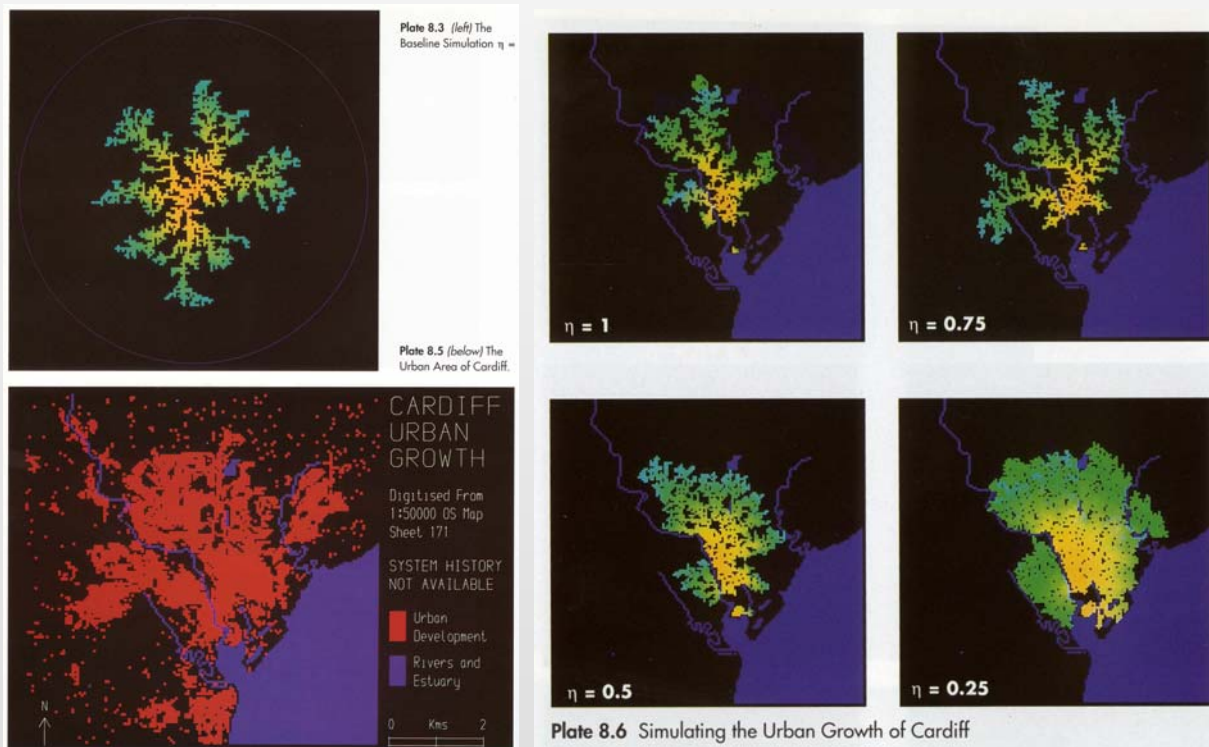 Plate 8.3 (left) The
Baseline Simulation η =
Plate 8.5 (below) The
Urban Area of Cardiff.
CARDIFF
URBAN
GROWTH
Digitised From
1:50000 OS Map
Sheet 171
SYSTEM HISTORY
NOT AVAILABLE
Urban
Development
Rivers and
Estuary
N
0 Kms 2
η = 1
η = 0.75
η = 0.5
η = 0.25
Plate 8.6 Simulating the Urban Growth of Cardiff